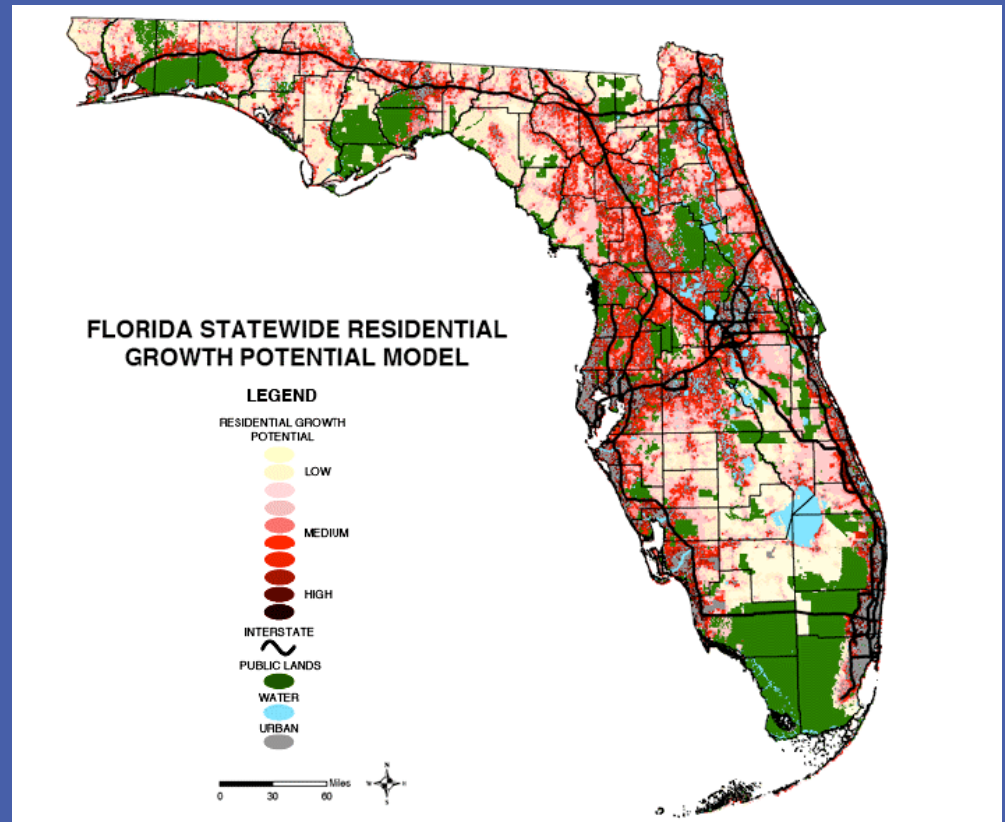 FLORIDA STATEWIDE RESIDENTIAL
GROWTH POTENTIAL MODEL
LEGEND
RESIDENTIAL GROWTH
POTENTIAL
LOW
MEDIUM
HIGH
INTERSTATE
PUBLIC LANDS
WATER
URBAN
Miles
0 30 60
N
W
S